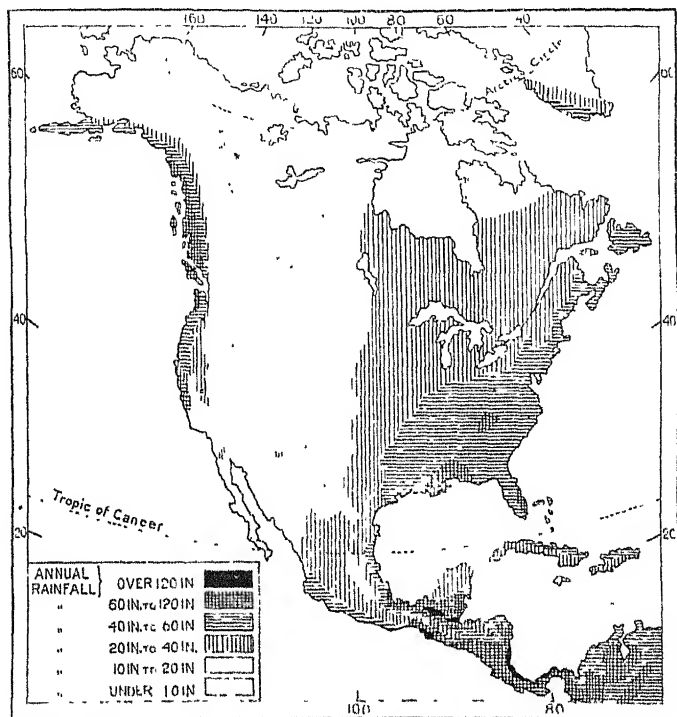 160 140 120 100 80 60 40
60 60
Arctic Circle
40 40
Tropic of Cancer
20 20
ANNUAL RAINFALL } OVER 120 IN
" 60 IN. TO 120 IN
" 40 IN. TO 60 IN
" 20 IN. TO 40 IN.
" 10 IN TO 20 IN
" UNDER 10 IN
100 80